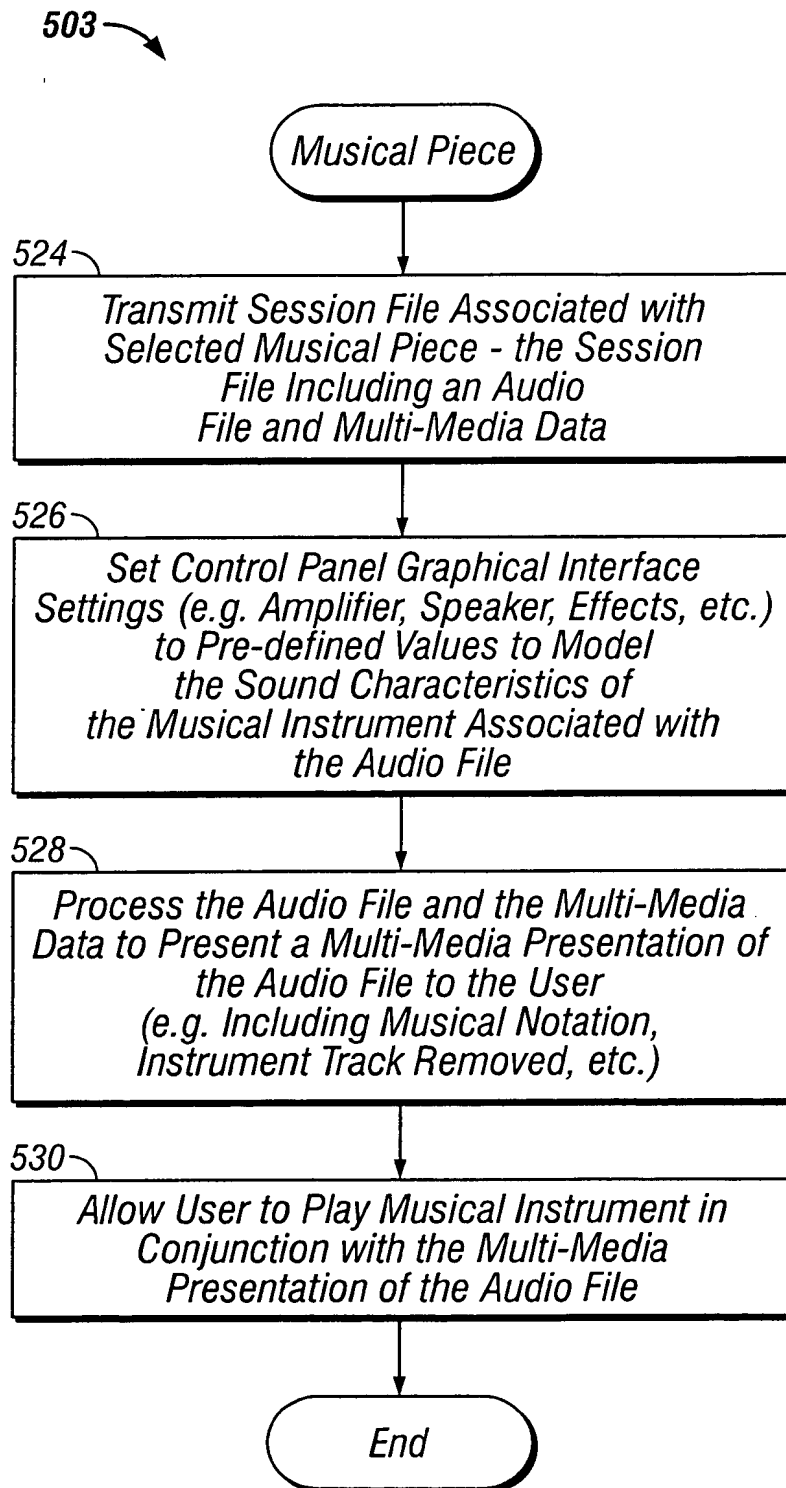 503
Musical Piece
524
Transmit Session File Associated with
Selected Musical Piece - the Session
File Including an Audio
File and Multi-Media Data
526
Set Control Panel Graphical Interface
Settings (e.g. Amplifier, Speaker, Effects, etc.)
to Pre-defined Values to Model
the Sound Characteristics of
the Musical Instrument Associated with
the Audio File
528
Process the Audio File and the Multi-Media
Data to Present a Multi-Media Presentation of
the Audio File to the User
(e.g. Including Musical Notation,
Instrument Track Removed, etc.)
530
Allow User to Play Musical Instrument in
Conjunction with the Multi-Media
Presentation of the Audio File
End